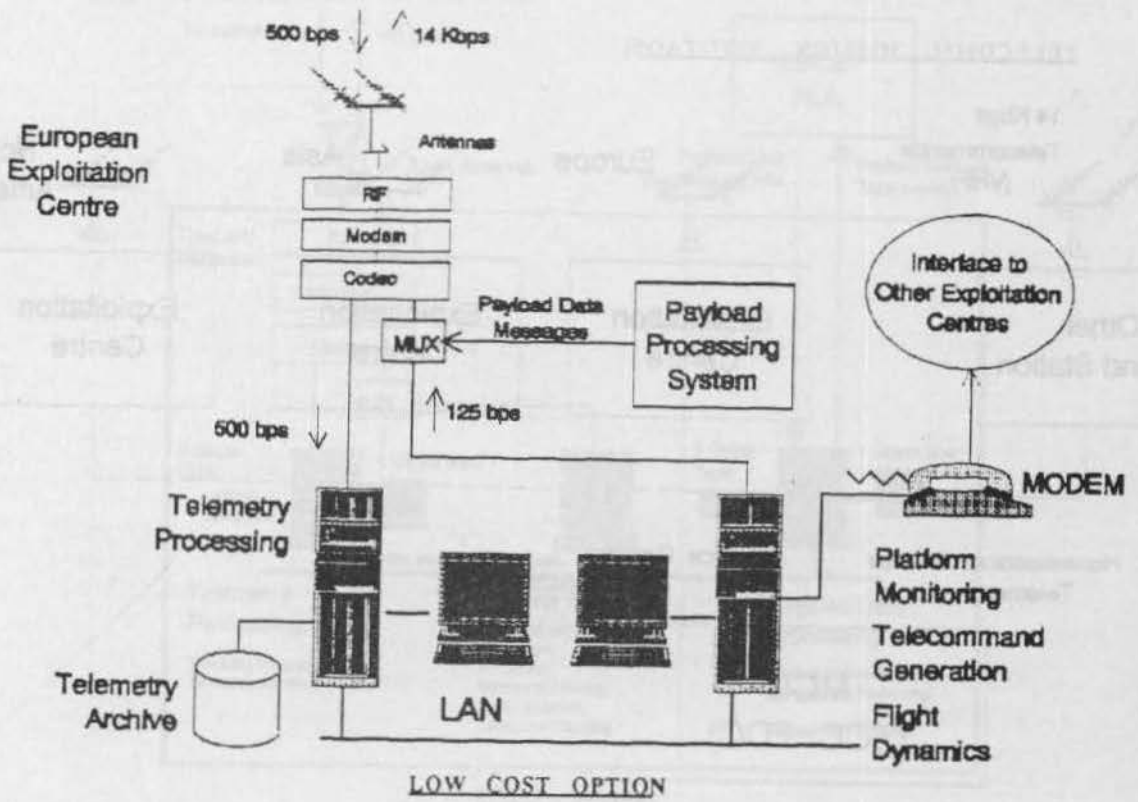 500 bps
14 Kbps
European
Exploitation
Centre
Antennas
RF
Modem
Codec
MUX
Payload Data
Messages
Payload
Processing
System
Interface to
Other Exploitation
Centres
500 bps
125 bps
Telemetry
Processing
MODEM
Platform
Monitoring
Telecommand
Generation
Flight
Dynamics
Telemetry
Archive
LAN
LOW COST OPTION